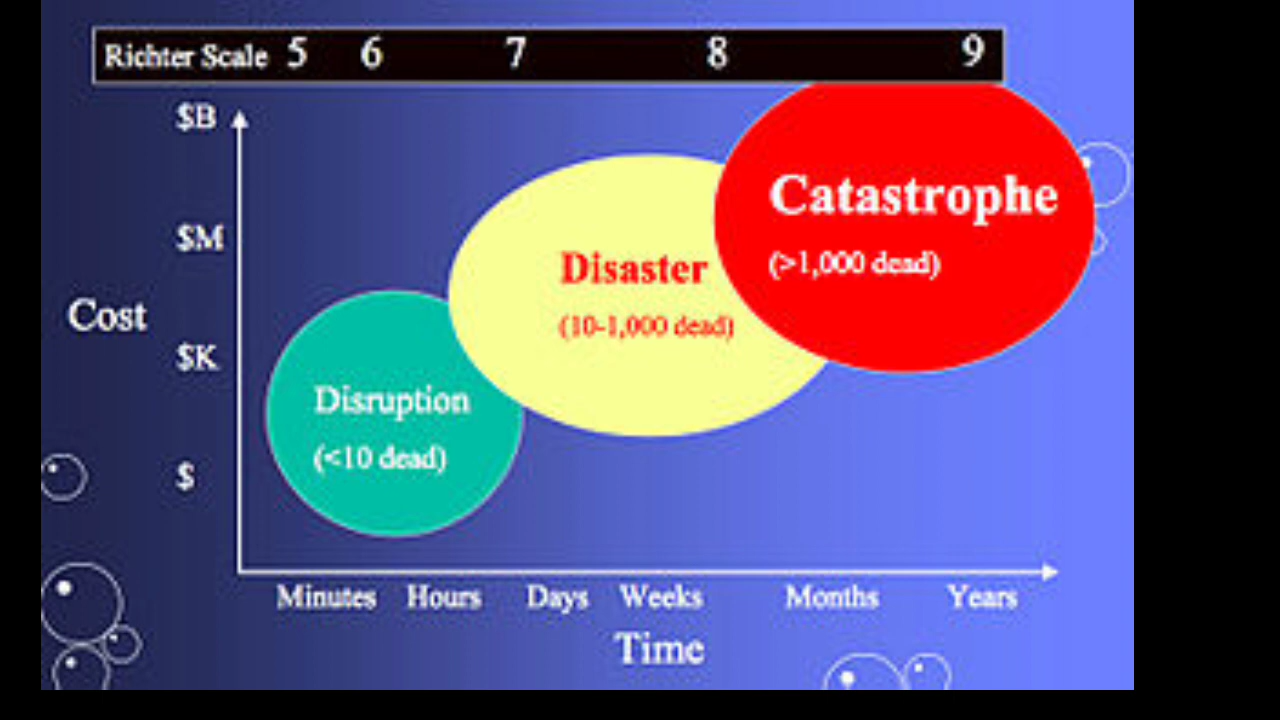 Richter Scale 5 6 7 8 9
$B
$M
Cost
$K
$
Catastrophe
(>1,000 dead)
Disaster
(10-1,000 dead)
Disruption
(<10 dead)
Minutes Hours Days Weeks Months Years
Time